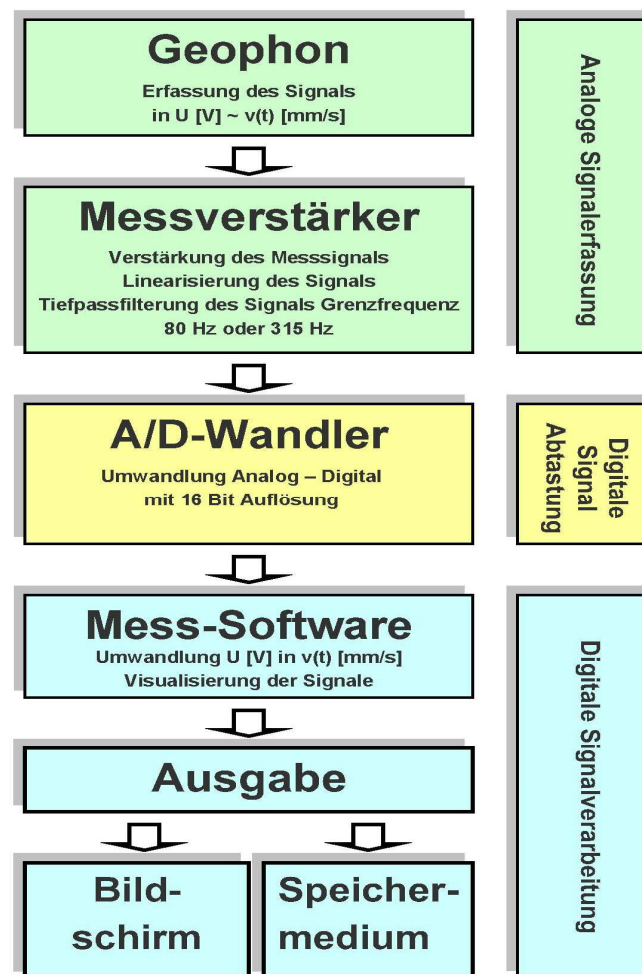 Geophon
Erfassung des Signals
in U [V] ~ v(t) [mm/s]
Analoge Signalerfassung
Messverstärker
Verstärkung des Messsignals
Linearisierung des Signals
Tiefpassfilterung des Signals Grenzfrequenz
80 Hz oder 315 Hz
A/D-Wandler
Umwandlung Analog – Digital
mit 16 Bit Auflösung
Digitale
Signal
Abtastung
Mess-Software
Umwandlung U [V] in v(t) [mm/s]
Visualisierung der Signale
Digitale Signalverarbeitung
Ausgabe
Bild-
schirm
Speicher-
medium